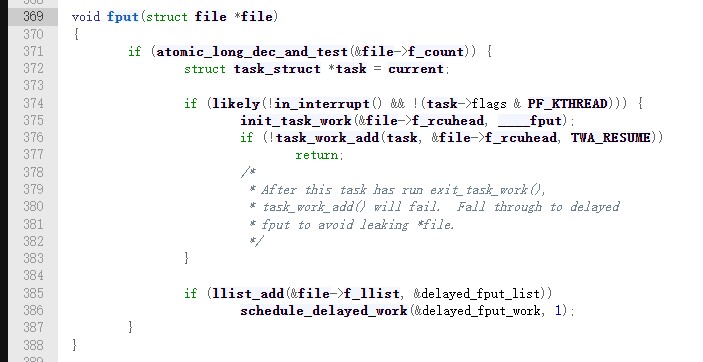 369 void fput(struct file *file)
370 {
371 if (atomic_long_dec_and_test(&file->f_count)) {
372 struct task_struct *task = current;
373
374 if (likely(!in_interrupt() && !(task->flags & PF_KTHREAD))) {
375 init_task_work(&file->f_rcuhead, ____fput);
376 if (!task_work_add(task, &file->f_rcuhead, TWA_RESUME))
377 return;
378 /*
379 * After this task has run exit_task_work(),
380 * task_work_add() will fail. Fall through to delayed
381 * fput to avoid leaking *file.
382 */
383 }
384
385 if (llist_add(&file->f_llist, &delayed_fput_list))
386 schedule_delayed_work(&delayed_fput_work, 1);
387 }
388 }